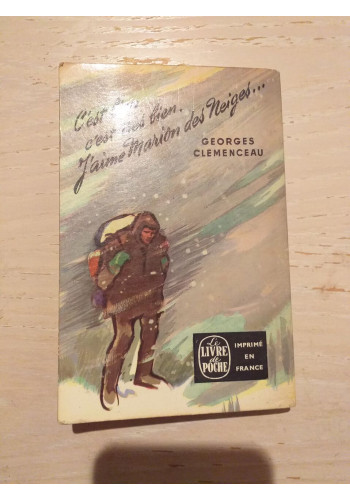 C'est
c'est très bien.
J'aime Marion des Neiges...
GEORGES
CLEMENCEAU
Le
LIVRE
de
POCHE
IMPRIMÉ
EN
FRANCE